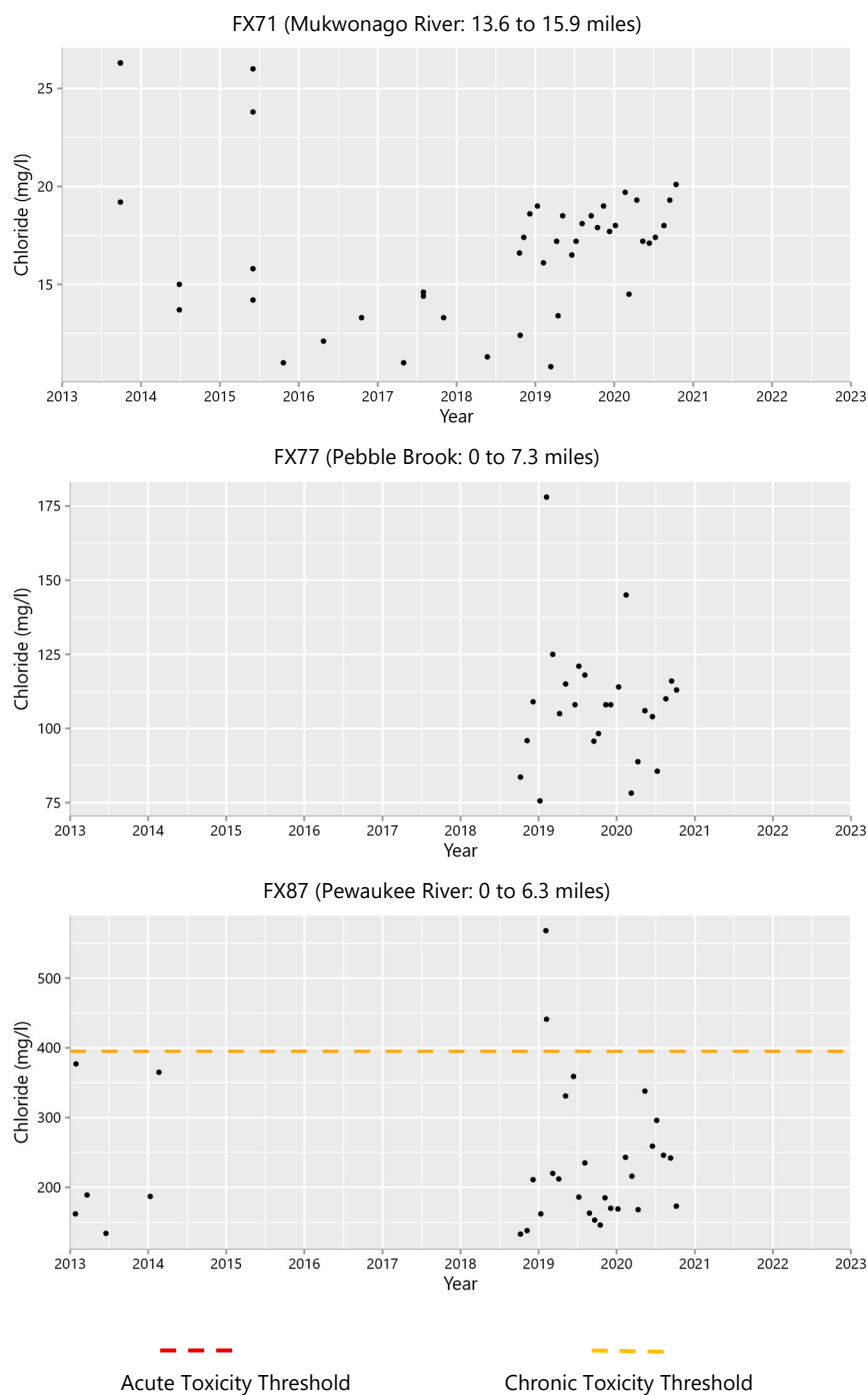 FX71 (Mukwonago River: 13.6 to 15.9 miles)
25
20
15
Chloride (mg/l)
2013 2014 2015 2016 2017 2018 2019 2020 2021 2022 2023
Year
FX77 (Pebble Brook: 0 to 7.3 miles)
175
150
125
100
75
Chloride (mg/l)
2013 2014 2015 2016 2017 2018 2019 2020 2021 2022 2023
Year
FX87 (Pewaukee River: 0 to 6.3 miles)
500
400
300
200
Chloride (mg/l)
2013 2014 2015 2016 2017 2018 2019 2020 2021 2022 2023
Year
Acute Toxicity Threshold Chronic Toxicity Threshold